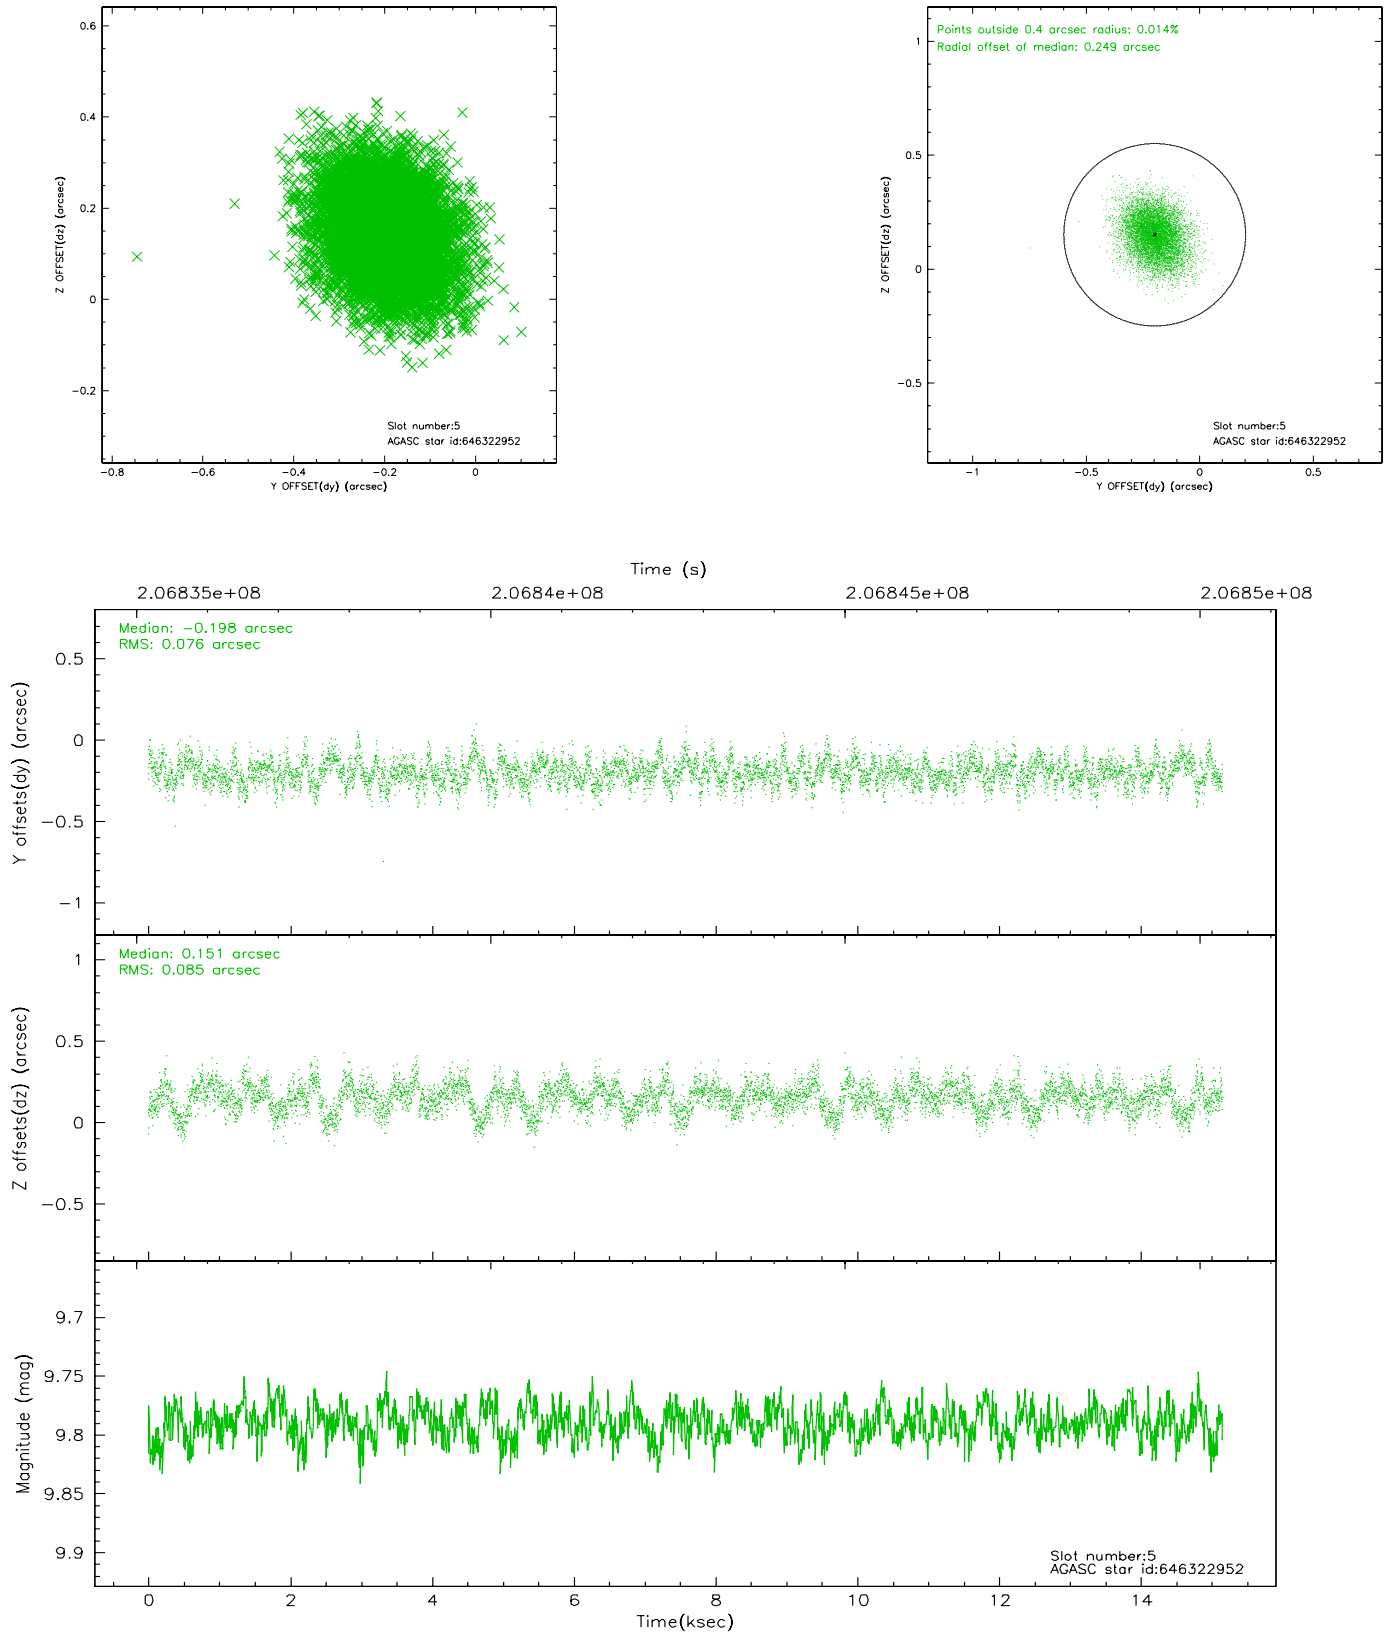 0.6
0.4
0.2
0
−0.2
Z OFFSET(dz) (arcsec)
Slot number:5
AGASC star id:646322952
−0.8 −0.6 −0.4 −0.2 0
Y OFFSET(dy) (arcsec)
Points outside 0.4 arcsec radius: 0.014%
Radial offset of median: 0.249 arcsec
1
0.5
0
−0.5
Z OFFSET(dz) (arcsec)
Slot number:5
AGASC star id:646322952
−1 −0.5 0 0.5
Y OFFSET(dy) (arcsec)
Time (s)
2.06835e+08 2.0684e+08 2.06845e+08 2.0685e+08
Median: −0.198 arcsec
RMS: 0.076 arcsec
0.5
0
−0.5
−1
Y offsets(dy) (arcsec)
Median: 0.151 arcsec
RMS: 0.085 arcsec
1
0.5
0
−0.5
Z offsets(dz) (arcsec)
9.7
9.75
9.8
9.85
9.9
Magnitude (mag)
Slot number:5
AGASC star id:646322952
0 2 4 6 8 10 12 14
Time(ksec)